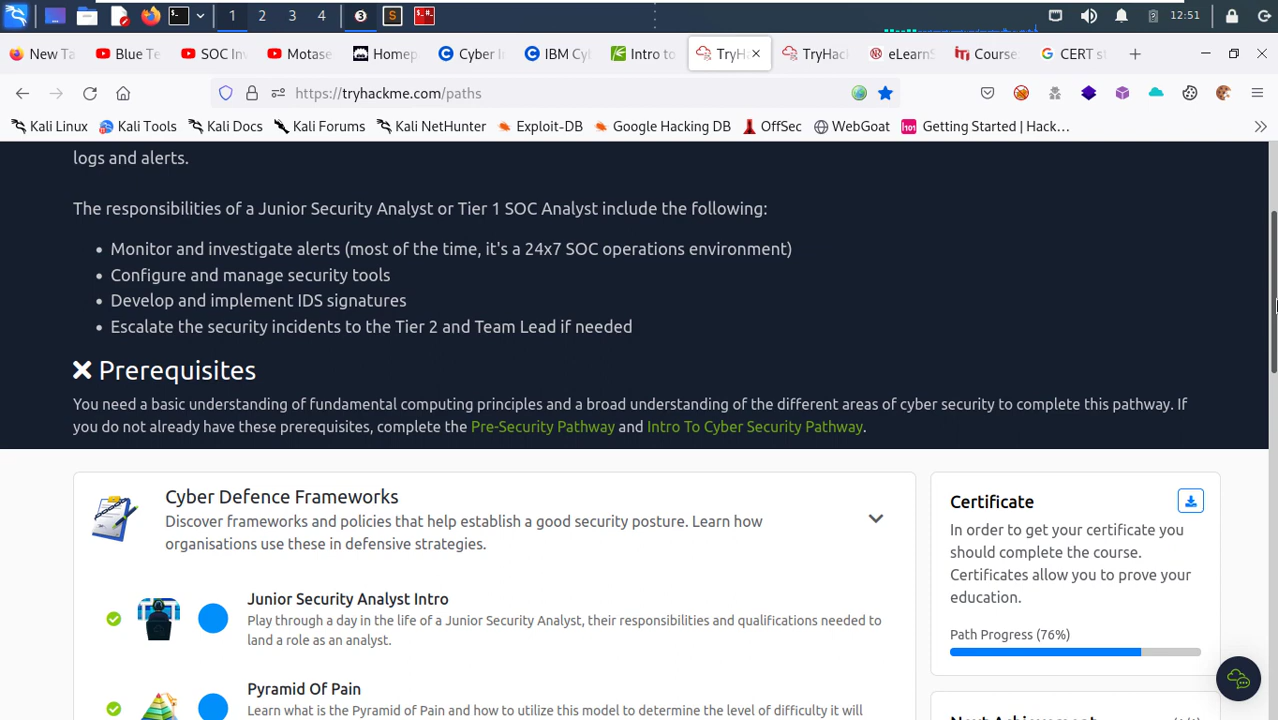 1 2 3 4 3 S 12:51
New Ta Blue Te SOC In Motase Homep Cyber I IBM Cy Intro to TryHa TryHac eLearn Course CERT s
https://tryhackme.com/paths
Kali Linux Kali Tools Kali Docs Kali Forums Kali NetHunter Exploit-DB Google Hacking DB OffSec WebGoat Getting Started | Hack…
logs and alerts.
The responsibilities of a Junior Security Analyst or Tier 1 SOC Analyst include the following:
• Monitor and investigate alerts (most of the time, it's a 24x7 SOC operations environment)
• Configure and manage security tools
• Develop and implement IDS signatures
• Escalate the security incidents to the Tier 2 and Team Lead if needed
Prerequisites
You need a basic understanding of fundamental computing principles and a broad understanding of the different areas of cyber security to complete this pathway. If
you do not already have these prerequisites, complete the Pre-Security Pathway and Intro To Cyber Security Pathway.
Cyber Defence Frameworks
Discover frameworks and policies that help establish a good security posture. Learn how
organisations use these in defensive strategies.
Junior Security Analyst Intro
Play through a day in the life of a Junior Security Analyst, their responsibilities and qualifications needed to
land a role as an analyst.
Pyramid Of Pain
Learn what is the Pyramid of Pain and how to utilize this model to determine the level of difficulty it will
Certificate
In order to get your certificate you
should complete the course.
Certificates allow you to prove your
education.
Path Progress (76%)
Next Achievement